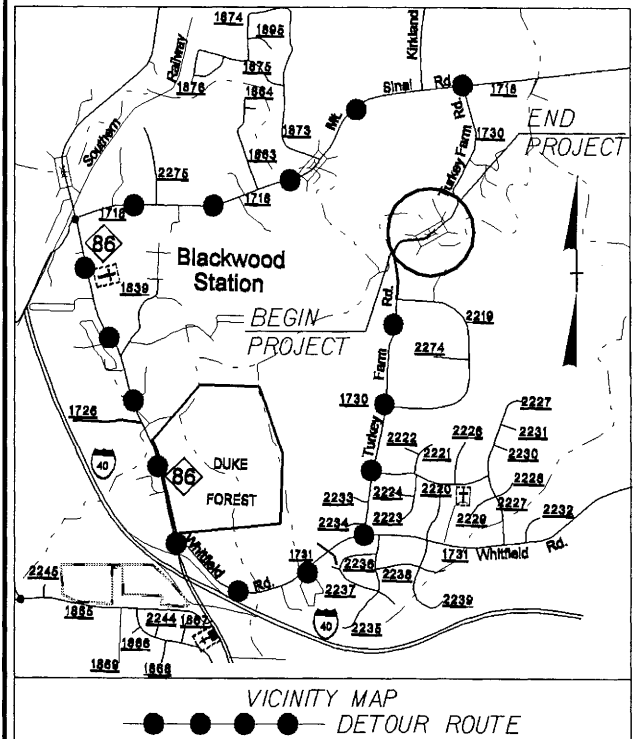 1874
1895
Kirkland
Railway
1875
1876
1884
Sinai Rd.
1718
END
PROJECT
Southern
1873
Mt.
Rd.
1730
2275
1863
Turkey Farm
1718
1718
86
Blackwood
Station
1839
BEGIN
PROJECT
Rd.
2219
2274
Farm
1730
2227
1726
2222
2226
2231
2221
2230
40
86
DUKE
FOREST
Turkey
2233
2224
2220
2228
2227
2234
2223
2229
2232
Whitfield
Rd.
1731
2236
1731
Whitfield Rd.
2245
2238
2237
2239
1865
2244
1867
40
2235
1866
1869
1868
VICINITY MAP
DETOUR ROUTE